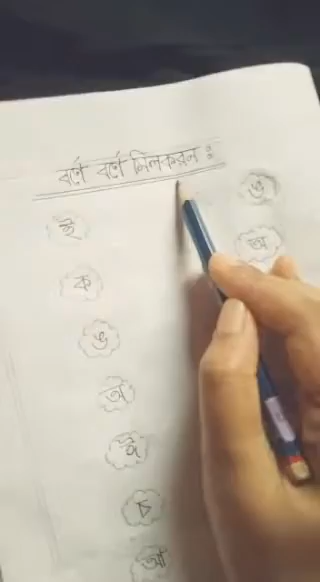 বর্ণে বর্ণে মিলকরন ঃ
ই
ক
ও
অ
ঈ
চ
আ
ও
অ